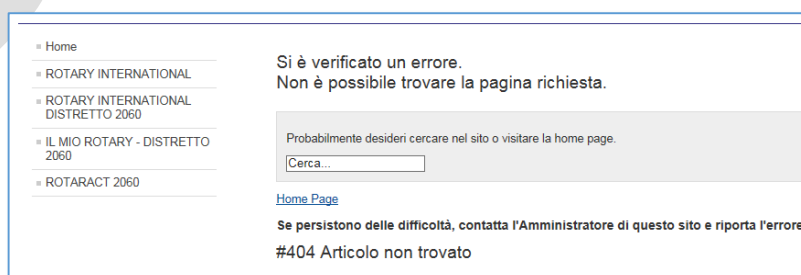 Home
ROTARY INTERNATIONAL
ROTARY INTERNATIONAL
DISTRETTO 2060
IL MIO ROTARY - DISTRETTO
2060
ROTARACT 2060
Si è verificato un errore.
Non è possibile trovare la pagina richiesta.
Probabilmente desideri cercare nel sito o visitare la home page.
Cerca...
Home Page
Se persistono delle difficoltà, contatta l'Amministratore di questo sito e riporta l'errore
#404 Articolo non trovato